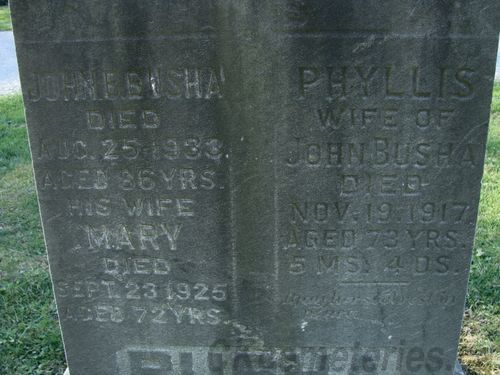 JOHN B. BUSHA
DIED
AUG. 25 1933.
AGED 86 YRS.
HIS WIFE
MARY
DIED
SEPT. 23 1925
AGED 72 YRS.
PHYLLIS
WIFE OF
JOHN BUSHA
DIED
NOV. 19. 1917
AGED 73 YRS.
5 MS. 4 DS.